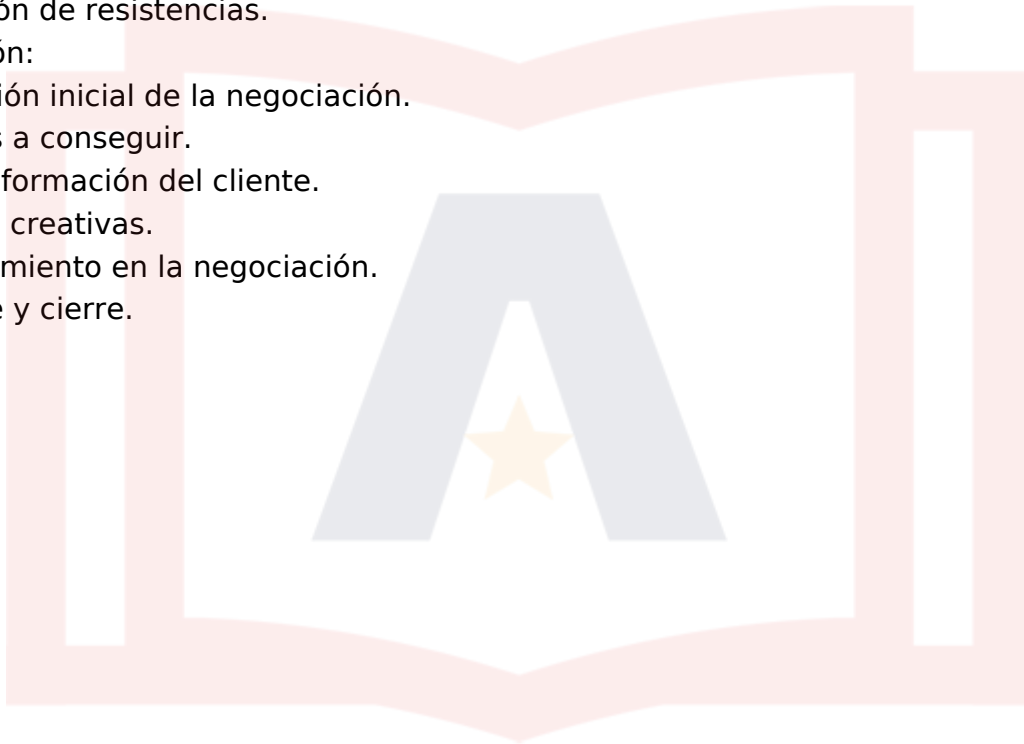 ón de resistencias.
ón:
ión inicial de la negociación.
s a conseguir.
formación del cliente.
creativas.
miento en la negociación.
e y cierre.